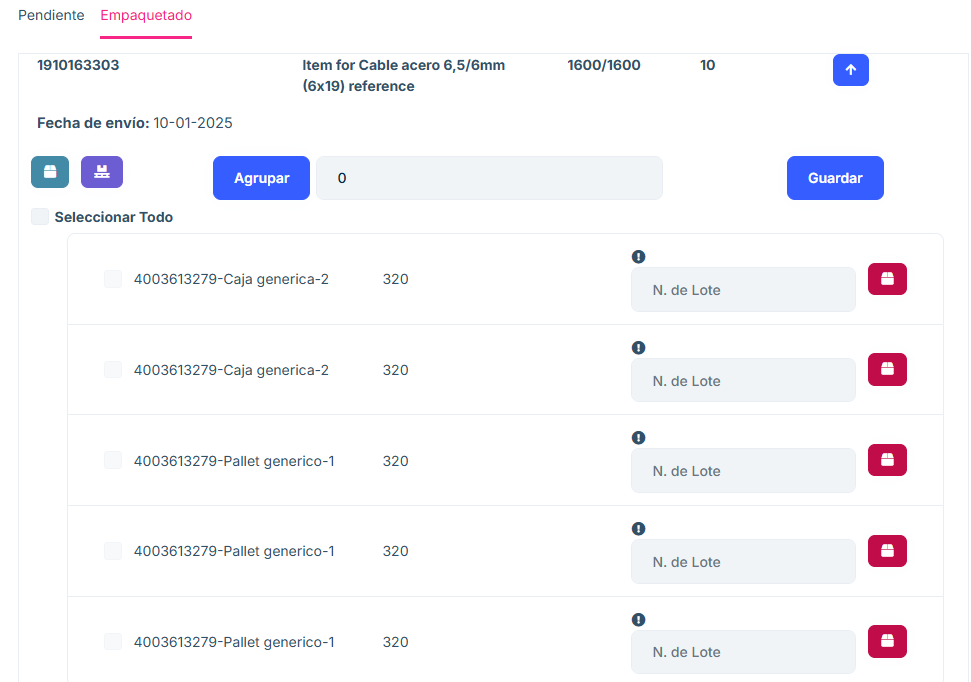 Pendiente Empaquetado
1910163303 Item for Cable acero 6,5/6mm 1600/1600 10
(6x19) reference
Fecha de envío: 10-01-2025
Agrupar 0 Guardar
Seleccionar Todo
4003613279-Caja generica-2 320
N. de Lote
4003613279-Caja generica-2 320
N. de Lote
4003613279-Pallet generico-1 320
N. de Lote
4003613279-Pallet generico-1 320
N. de Lote
4003613279-Pallet generico-1 320
N. de Lote